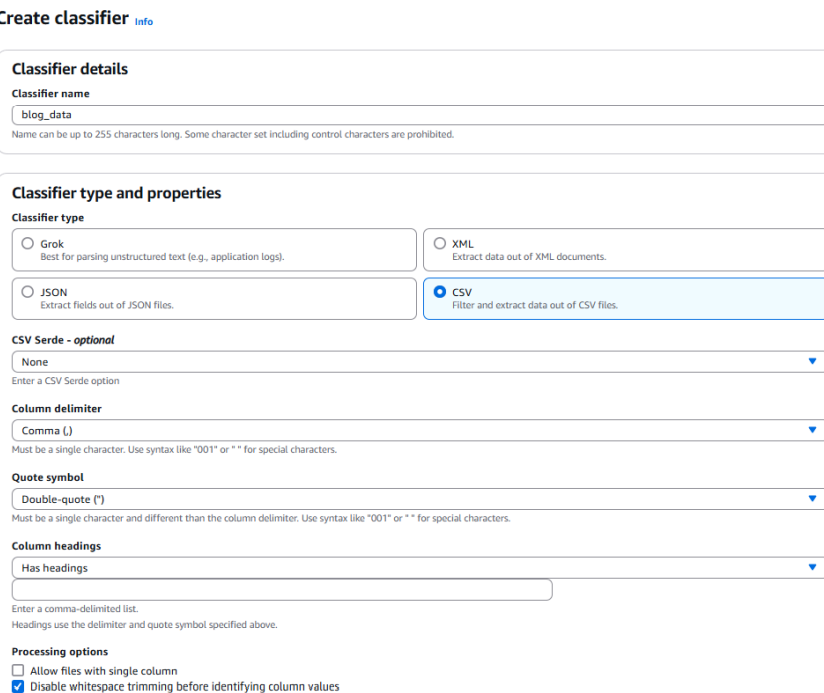 Create classifier Info
Classifier details
Classifier name
blog_data
Name can be up to 255 characters long. Some character set including control characters are prohibited.
Classifier type and properties
Classifier type
Grok
Best for parsing unstructured text (e.g., application logs).
XML
Extract data out of XML documents.
JSON
Extract fields out of JSON files.
CSV
Filter and extract data out of CSV files.
CSV Serde - optional
None
Enter a CSV Serde option
Column delimiter
Comma (,)
Must be a single character. Use syntax like "001" or " " for special characters.
Quote symbol
Double-quote (")
Must be a single character and different than the column delimiter. Use syntax like "001" or " " for special characters.
Column headings
Has headings
Enter a comma-delimited list.
Headings use the delimiter and quote symbol specified above.
Processing options
Allow files with single column
Disable whitespace trimming before identifying column values